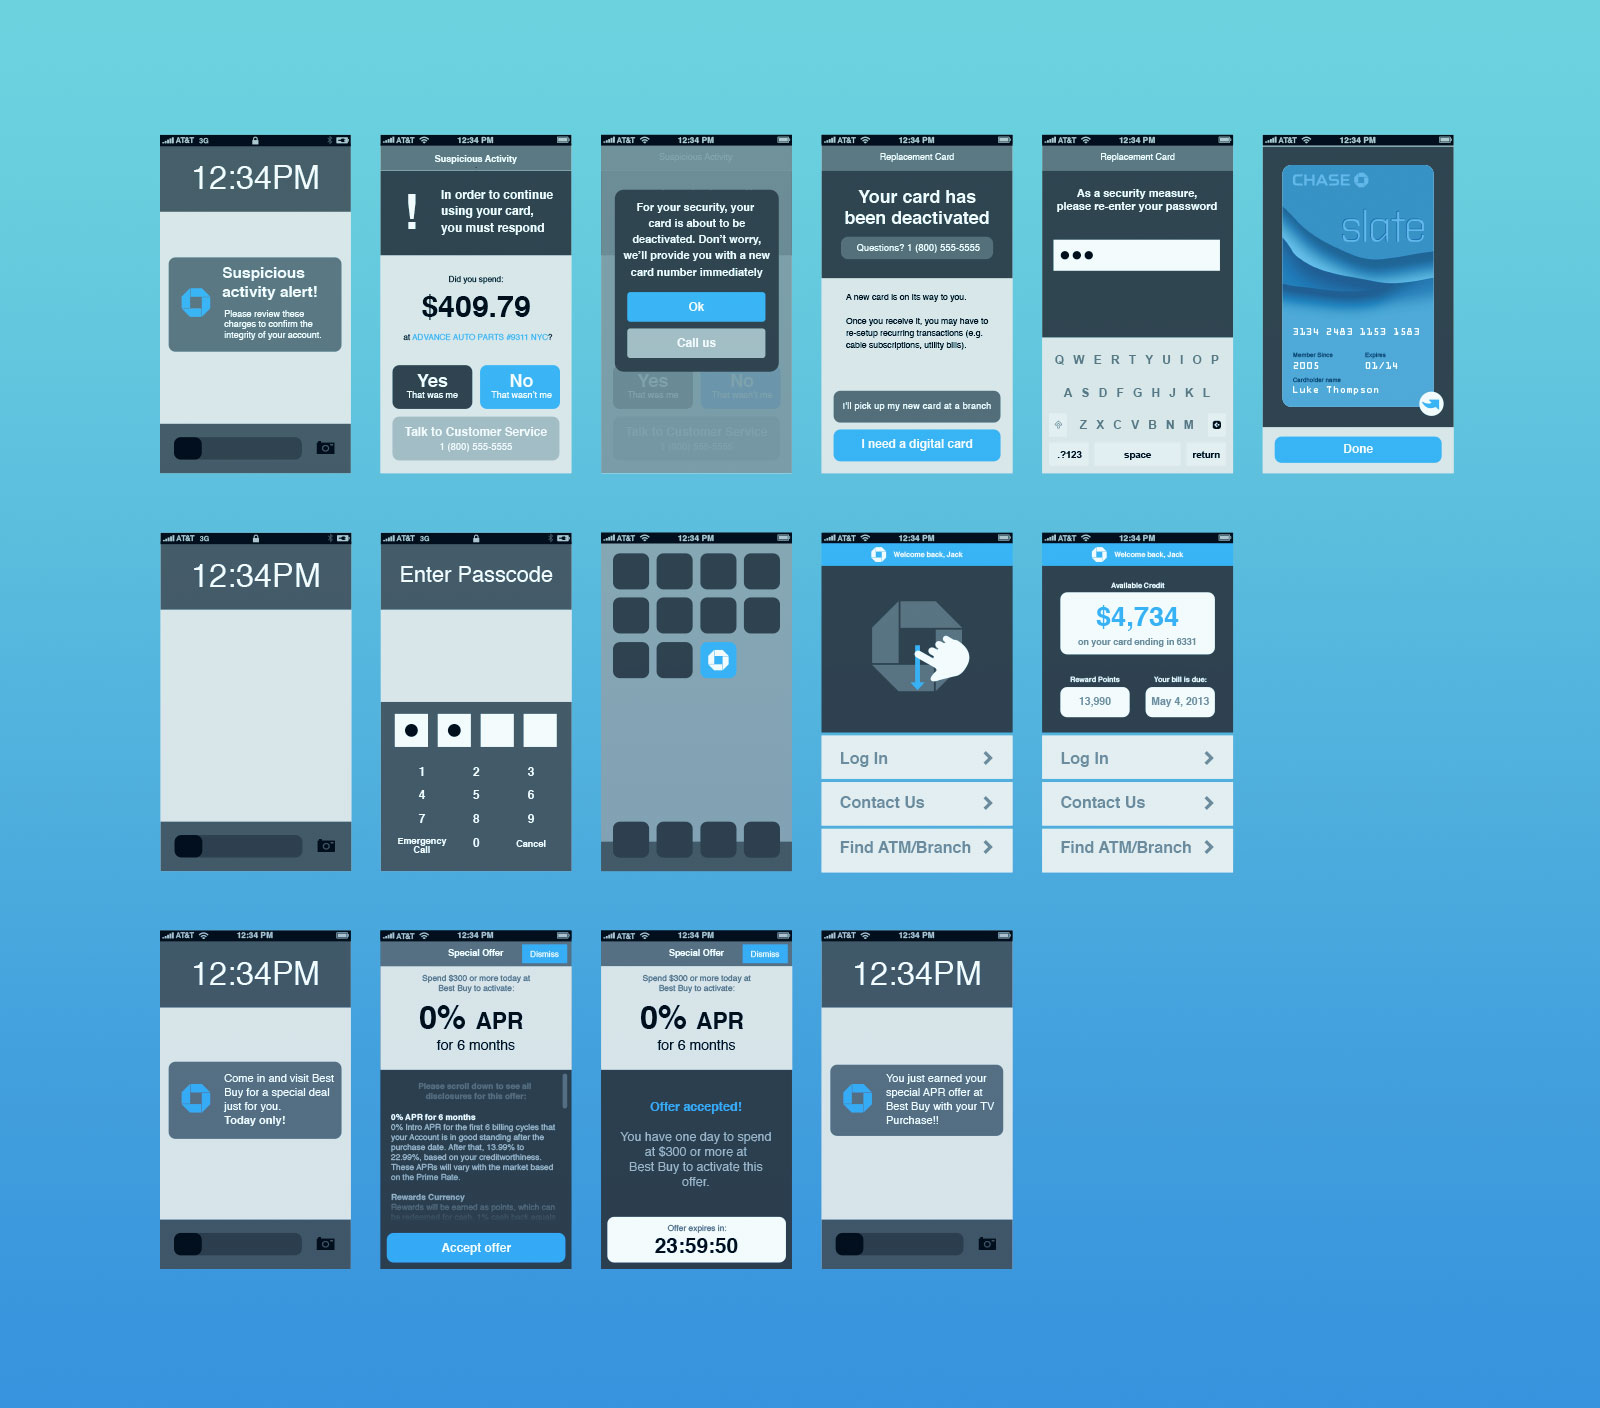 AT&T 3G
12:34PM
Suspicious
activity alert!
Please review these
charges to confirm the
integrity of your account.
AT&T 12:34 PM
Suspicious Activity
!
In order to continue
using your card,
you must respond
Did you spend:
$409.79
at ADVANCE AUTO PARTS #9311 NYC?
Yes
That was me
No
That wasn't me
Talk to Customer Service
1 (800) 555-5555
AT&T 12:34 PM
Suspicious Activity
For your security, your
card is about to be
deactivated. Don't worry,
we'll provide you with a new
card number immediately
Ok
Call us
Yes
That was me
No
That wasn't me
Talk to Customer Service
1 (800) 555-5555
AT&T 12:34 PM
Replacement Card
Your card has
been deactivated
Questions? 1 (800) 555-5555
A new card is on its way to you.
Once you receive it, you may have to
re-setup recurring transactions (e.g.
cable subscriptions, utility bills).
I'll pick up my new card at a branch
I need a digital card
AT&T 12:34 PM
Replacement Card
As a security measure,
please re-enter your password
Q W E R T Y U I O P
A S D F G H J K L
Z X C V B N M
.?123 space return
AT&T 12:34 PM
CHASE
slate
3134 2483 1153 1583
Member Since Expires
2005 01/14
Cardholder name
Luke Thompson
Done
AT&T 3G
12:34PM
AT&T 3G
Enter Passcode
1 2 3
4 5 6
7 8 9
Emergency
Call
0 Cancel
AT&T 12:34 PM
AT&T 12:34 PM
Welcome back, Jack
Log In
Contact Us
Find ATM/Branch
AT&T 12:34 PM
Welcome back, Jack
Available Credit
$4,734
on your card ending in 6331
Reward Points Your bill is due:
13,990 May 4, 2013
Log In
Contact Us
Find ATM/Branch
AT&T 12:34 PM
12:34PM
Come in and visit Best
Buy for a special deal
just for you.
Today only!
AT&T 12:34 PM
Special Offer Dismiss
Spend $300 or more today at
Best Buy to activate:
0% APR
for 6 months
Please scroll down to see all
disclosures for this offer:
0% APR for 6 months
0% Intro APR for the first 6 billing cycles that
your Account is in good standing after the
purchase date. After that, 13.99% to
22.99%, based on your creditworthiness.
These APRs will vary with the market based
on the Prime Rate.
Rewards Currency
Rewards will be earned as points, which can
be redeemed for cash. 1% cash back equals
Accept offer
AT&T 12:34 PM
Special Offer Dismiss
Spend $300 or more today at
Best Buy to activate:
0% APR
for 6 months
Offer accepted!
You have one day to spend
at $300 or more at
Best Buy to activate this
offer.
Offer expires in:
23:59:50
AT&T 12:34 PM
12:34PM
You just earned your
special APR offer at
Best Buy with your TV
Purchase!!